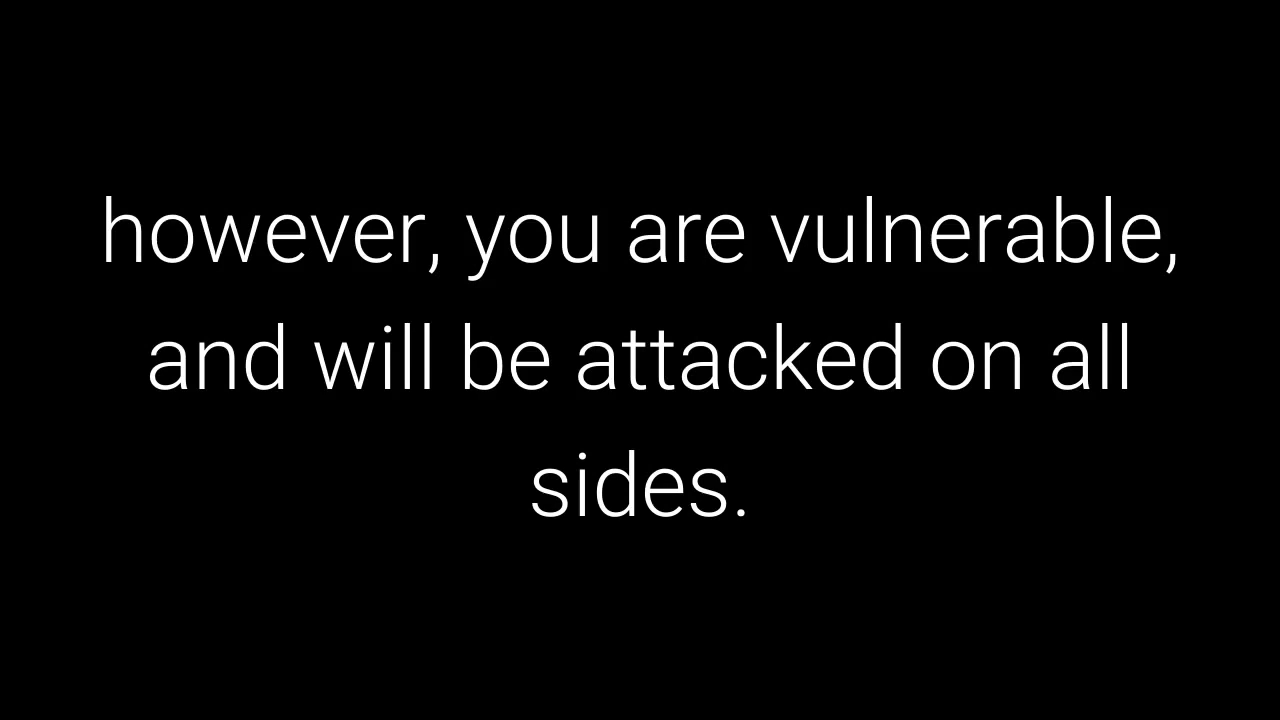 however, you are vulnerable,
and will be attacked on all
sides.